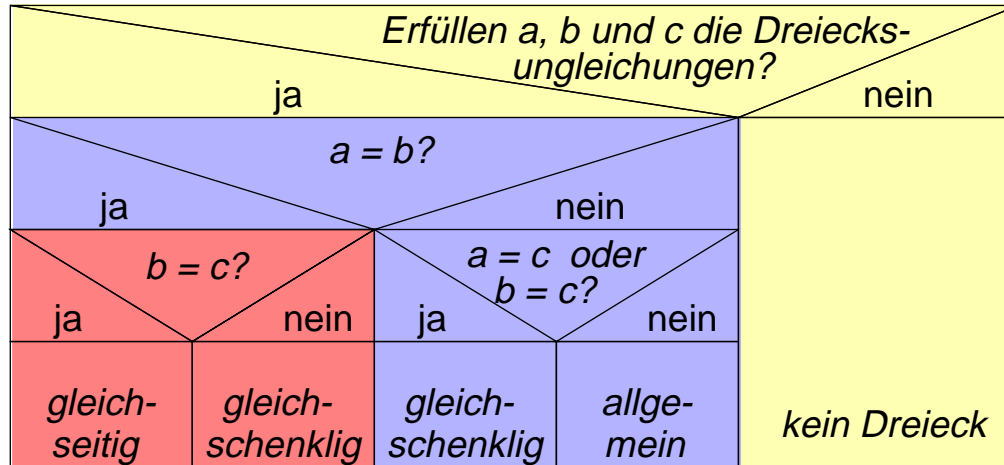 Erfüllen a, b und c die Dreiecks-
ungleichungen?
ja
nein
a = b?
ja
nein
b = c?
a = c oder
b = c?
ja
nein
ja
nein
gleich-
seitig
gleich-
schenklig
gleich-
schenklig
allge-
mein
kein Dreieck